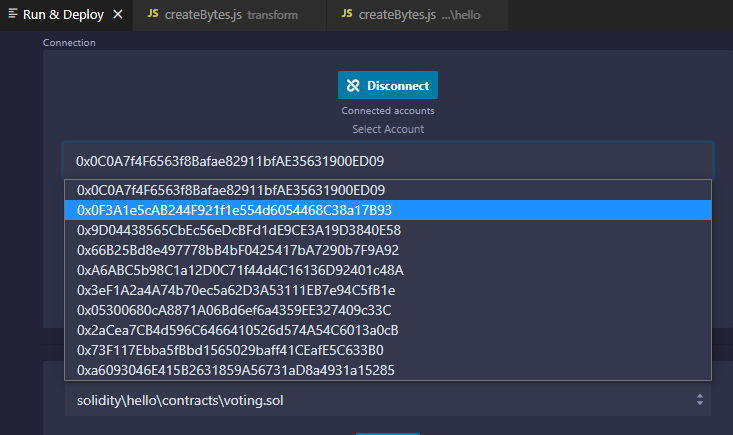 Run & Deploy
JS createBytes.js transform
JS createBytes.js ...\hello
Connection
Disconnect
Connected accounts
Select Account
0x0C0A7f4F6563f8Bafae82911bfAE35631900ED09
0x0C0A7f4F6563f8Bafae82911bfAE35631900ED09
0x0F3A1e5cAB244F921f1e554d6054468C38a17B93
0x9D04438565CbEc56eDcBFd1dE9CE3A19D3840E58
0x66B25Bd8e497778bB4bF0425417bA7290b7F9A92
0xA6ABC5b98C1a12D0C71f44d4C16136D92401c48A
0x3eF1A2a4A74b70ec5a62D3A53111EB7e94C5fB1e
0x05300680cA8871A06Bd6ef6a4359EE327409c33C
0x2aCea7CB4d596C6466410526d574A54C6013a0cB
0x73F117Ebba5fBbd1565029baff41CEafE5C633B0
0xa6093046E415B2631859A56731aD8a4931a15285
solidity\hello\contracts\voting.sol